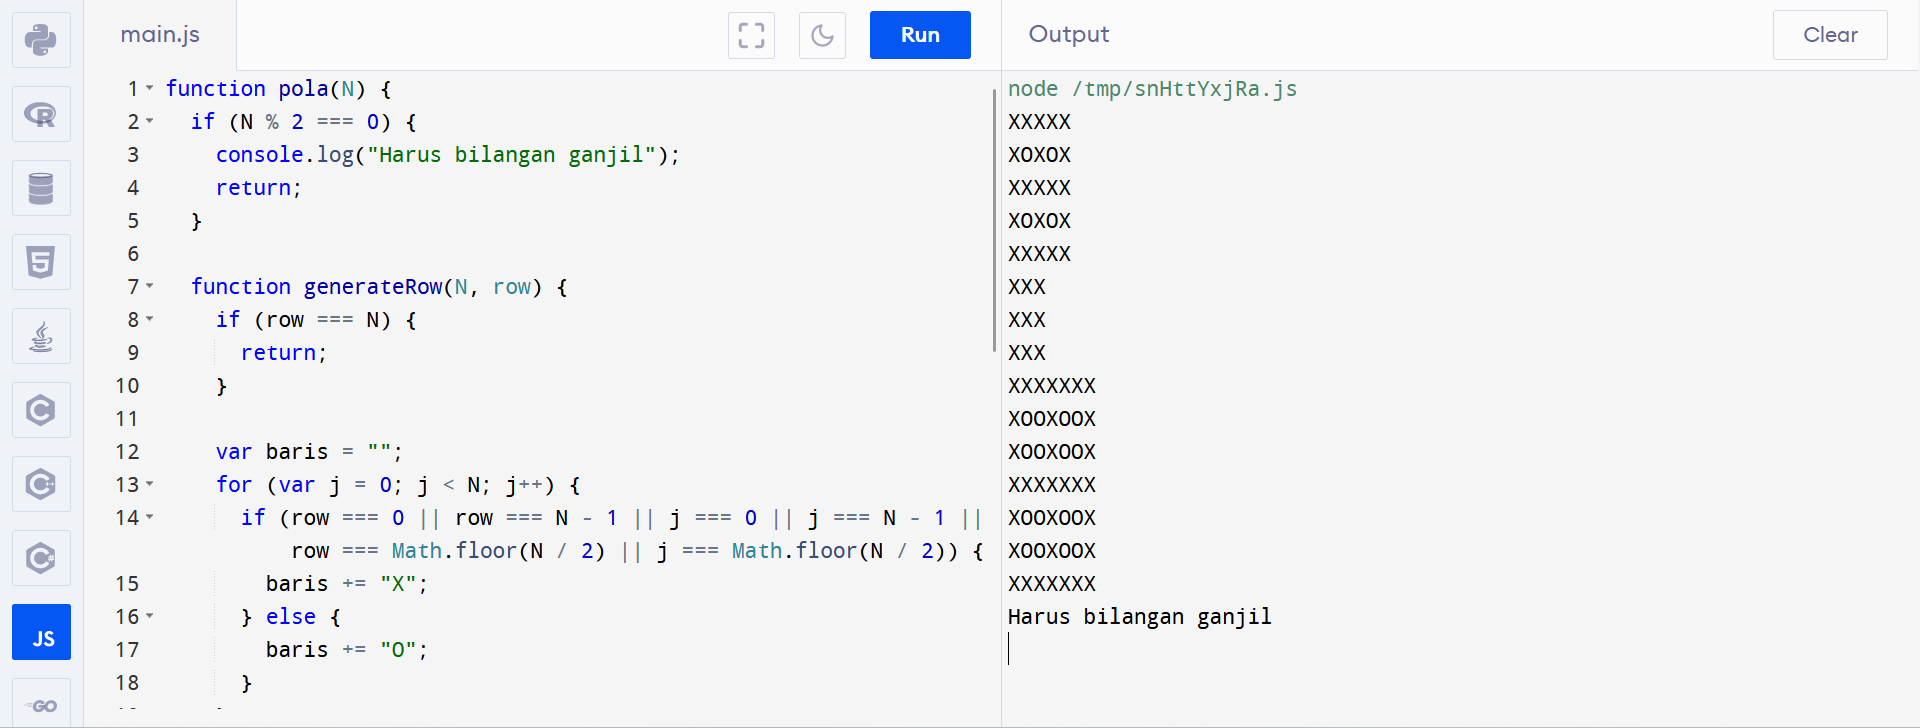 main.js
Run
Output
Clear
1 function pola(N) {
2 if (N % 2 === 0) {
3 console.log("Harus bilangan ganjil");
4 return;
5 }
6
7 function generateRow(N, row) {
8 if (row === N) {
9 return;
10 }
11
12 var baris = "";
13 for (var j = 0; j < N; j++) {
14 if (row === 0 || row === N - 1 || j === 0 || j === N - 1 ||
row === Math.floor(N / 2) || j === Math.floor(N / 2)) {
15 baris += "X";
16 } else {
17 baris += "O";
18 }
node /tmp/snHttYxjRa.js
XXXXX
XOXOX
XXXXX
XOXOX
XXXXX
XXX
XXX
XXX
XXXXXXX
XOOXOOX
XOOXOOX
XXXXXXX
XOOXOOX
XOOXOOX
XXXXXXX
Harus bilangan ganjil
R
5
C
C++
C#
JS
GO